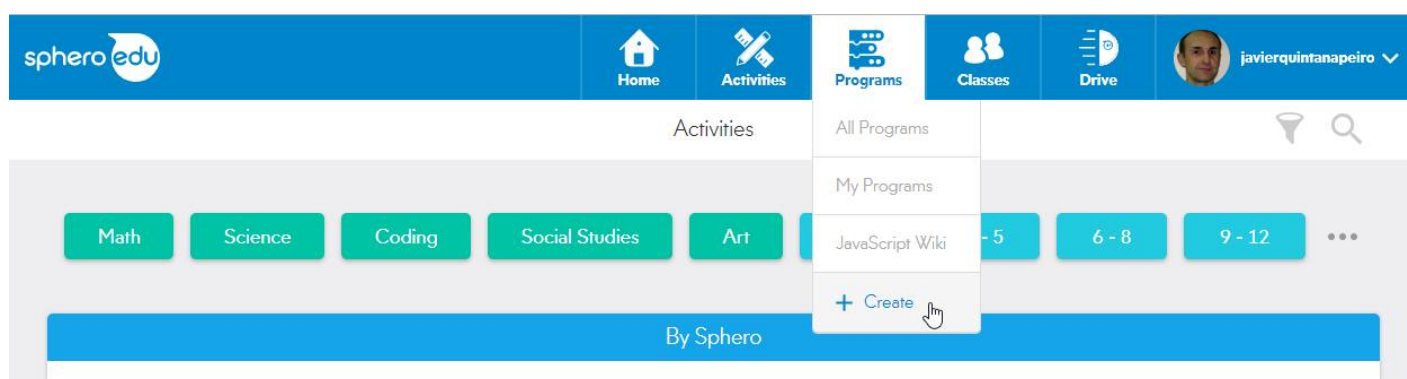 sphero edu
Home
Activities
Programs
Classes
Drive
javierquintanapeiro
Activities
All Programs
My Programs
JavaScript Wiki
+ Create
Math
Science
Coding
Social Studies
Art
- 5
6 - 8
9 - 12
By Sphero